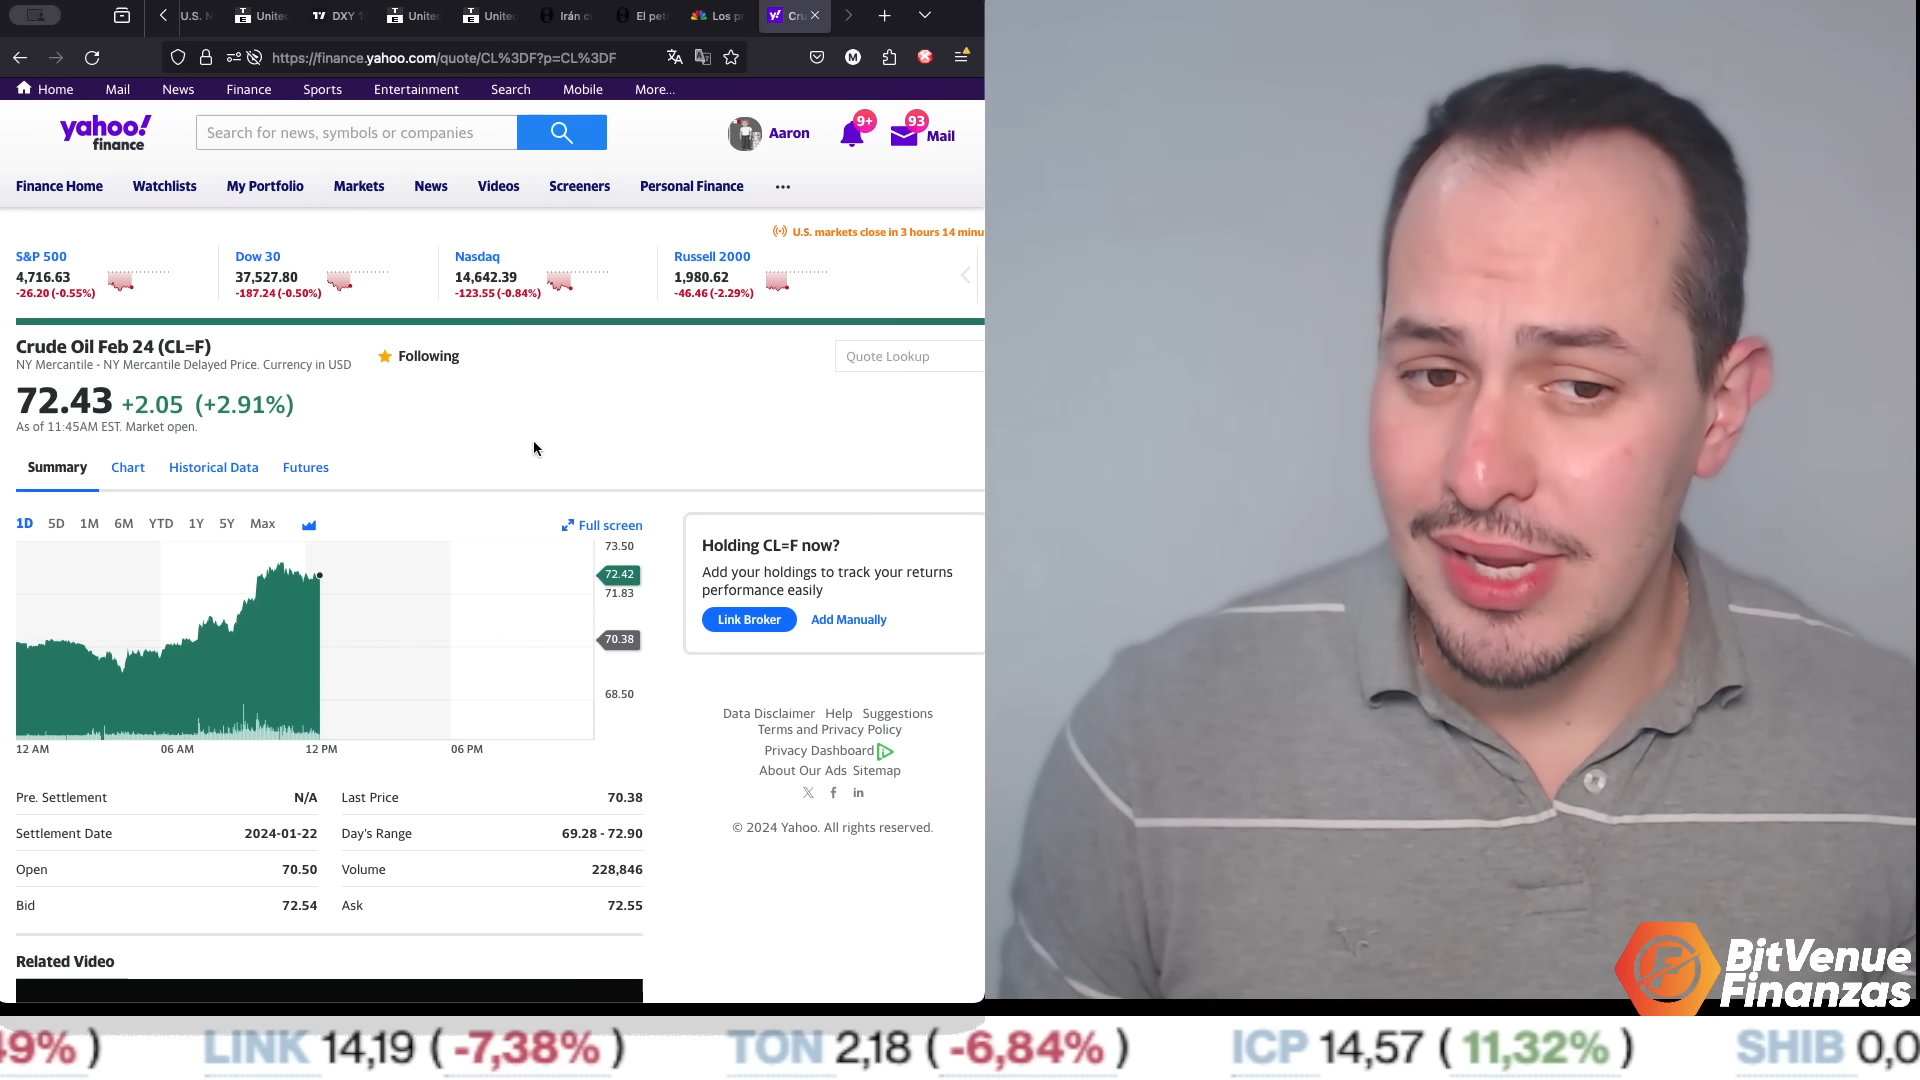 U.S. N
Unite
DXY 1
Unite
Unite
Irán c
El pet
Los p
Cru
https://finance.yahoo.com/quote/CL%3DF?p=CL%3DF
M
Home Mail News Finance Sports Entertainment Search Mobile More...
yahoo!
finance
Search for news, symbols or companies
Aaron
9+
93
Mail
Finance Home Watchlists My Portfolio Markets News Videos Screeners Personal Finance ...
U.S. markets close in 3 hours 14 minu
S&P 500
4,716.63
-26.20 (-0.55%)
Dow 30
37,527.80
-187.24 (-0.50%)
Nasdaq
14,642.39
-123.55 (-0.84%)
Russell 2000
1,980.62
-46.46 (-2.29%)
Crude Oil Feb 24 (CL=F)
NY Mercantile - NY Mercantile Delayed Price. Currency in USD
Following
Quote Lookup
72.43 +2.05 (+2.91%)
As of 11:45AM EST. Market open.
Summary Chart Historical Data Futures
1D 5D 1M 6M YTD 1Y 5Y Max
Full screen
73.50
72.42
71.83
70.38
68.50
12 AM 06 AM 12 PM 06 PM
Holding CL=F now?
Add your holdings to track your returns
performance easily
Link Broker Add Manually
Data Disclaimer Help Suggestions
Terms and Privacy Policy
Privacy Dashboard
About Our Ads Sitemap
© 2024 Yahoo. All rights reserved.
Pre. Settlement N/A Last Price 70.38
Settlement Date 2024-01-22 Day's Range 69.28 - 72.90
Open 70.50 Volume 228,846
Bid 72.54 Ask 72.55
Related Video
BitVenue
Finanzas
49% ) LINK 14,19 ( -7,38% ) TON 2,18 ( -6,84% ) ICP 14,57 ( 11,32% ) SHIB 0,0